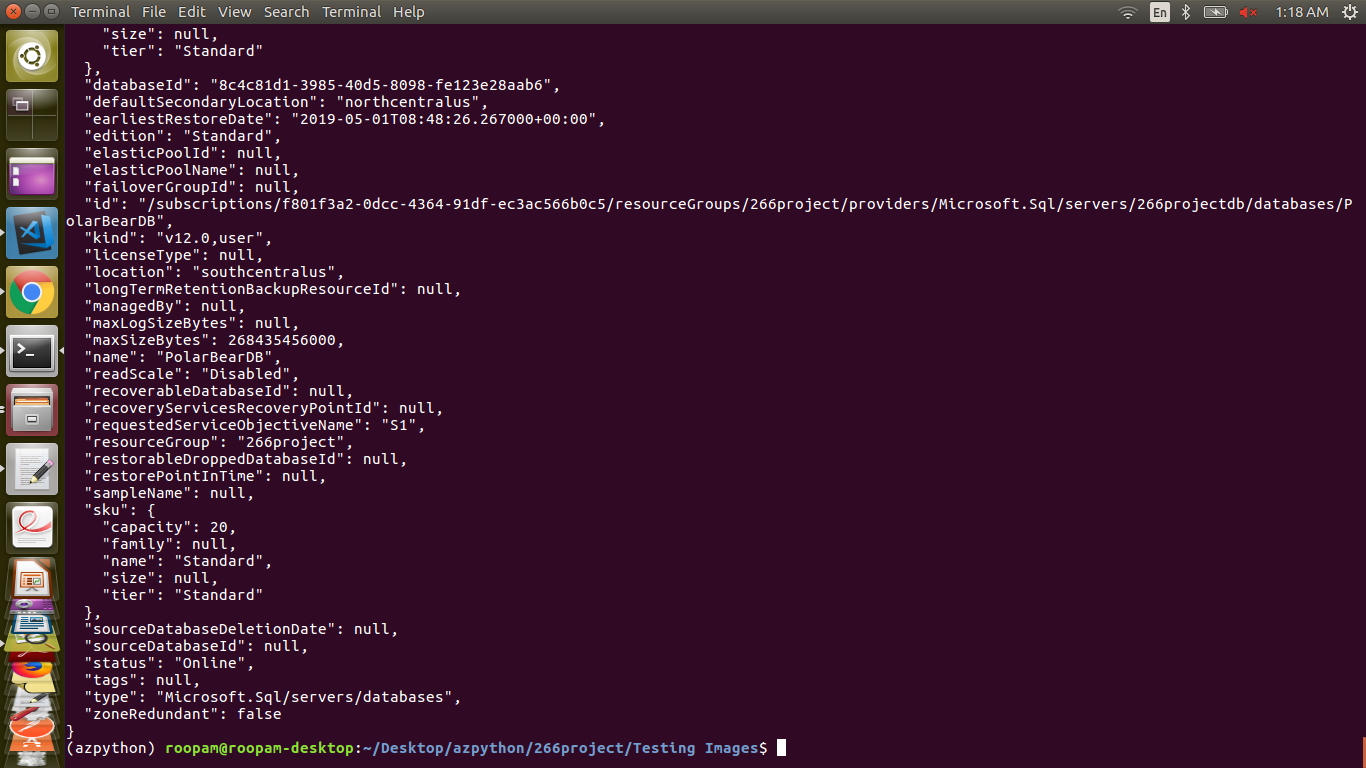 Terminal File Edit View Search Terminal Help En 1:18 AM
"size": null,
"tier": "Standard"
},
"databaseId": "8c4c81d1-3985-40d5-8098-fe123e28aab6",
"defaultSecondaryLocation": "northcentralus",
"earliestRestoreDate": "2019-05-01T08:48:26.267000+00:00",
"edition": "Standard",
"elasticPoolId": null,
"elasticPoolName": null,
"failoverGroupId": null,
"id": "/subscriptions/f801f3a2-0dcc-4364-91df-ec3ac566b0c5/resourceGroups/266project/providers/Microsoft.Sql/servers/266projectdb/databases/P
olarBearDB",
"kind": "v12.0,user",
"licenseType": null,
"location": "southcentralus",
"longTermRetentionBackupResourceId": null,
"managedBy": null,
"maxLogSizeBytes": null,
"maxSizeBytes": 268435456000,
"name": "PolarBearDB",
"readScale": "Disabled",
"recoverableDatabaseId": null,
"recoveryServicesRecoveryPointId": null,
"requestedServiceObjectiveName": "S1",
"resourceGroup": "266project",
"restorableDroppedDatabaseId": null,
"restorePointInTime": null,
"sampleName": null,
"sku": {
"capacity": 20,
"family": null,
"name": "Standard",
"size": null,
"tier": "Standard"
},
"sourceDatabaseDeletionDate": null,
"sourceDatabaseId": null,
"status": "Online",
"tags": null,
"type": "Microsoft.Sql/servers/databases",
"zoneRedundant": false
}
(azpython) roopam@roopam-desktop:~/Desktop/azpython/266project/Testing Images$